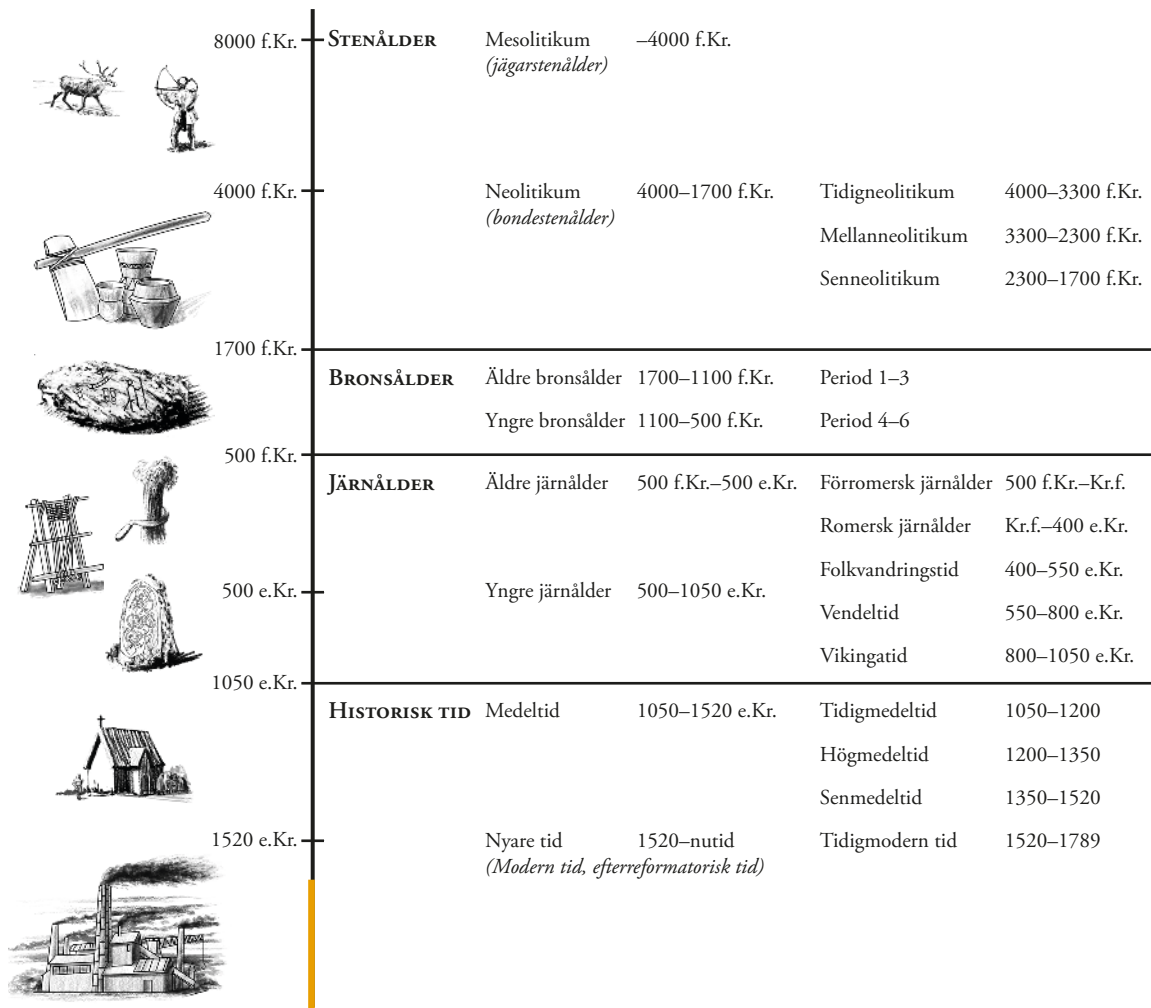 8000 f.Kr. STENÅLDER Mesolitikum –4000 f.Kr.
(jägarstenålder)
4000 f.Kr. Neolitikum 4000–1700 f.Kr. Tidigneolitikum 4000–3300 f.Kr.
(bondestenålder)
Mellanneolitikum 3300–2300 f.Kr.
Senneolitikum 2300–1700 f.Kr.
1700 f.Kr.
BRONSÅLDER Äldre bronsålder 1700–1100 f.Kr. Period 1–3
Yngre bronsålder 1100–500 f.Kr. Period 4–6
500 f.Kr.
JÄRNÅLDER Äldre järnålder 500 f.Kr.–500 e.Kr. Förromersk järnålder 500 f.Kr.–Kr.f.
Romersk järnålder Kr.f.–400 e.Kr.
Folkvandringstid 400–550 e.Kr.
500 e.Kr. Yngre järnålder 500–1050 e.Kr.
Vendeltid 550–800 e.Kr.
Vikingatid 800–1050 e.Kr.
1050 e.Kr.
HISTORISK TID Medeltid 1050–1520 e.Kr. Tidigmedeltid 1050–1200
Högmedeltid 1200–1350
Senmedeltid 1350–1520
1520 e.Kr. Nyare tid 1520–nutid Tidigmodern tid 1520–1789
(Modern tid, efterreformatorisk tid)